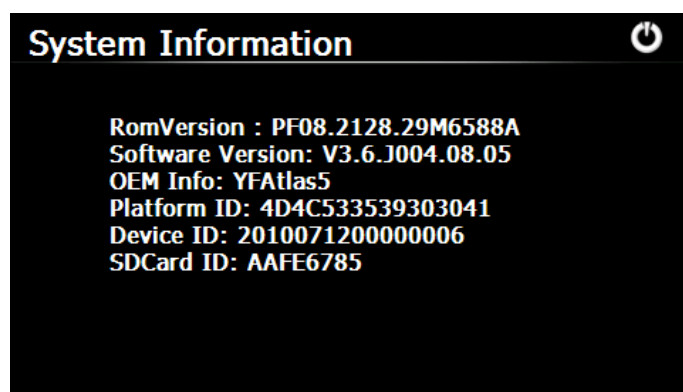 System Information
RomVersion : PF08.2128.29M6588A
Software Version: V3.6.J004.08.05
OEM Info: YFAtlas5
Platform ID: 4D4C533539303041
Device ID: 2010071200000006
SDCard ID: AAFE6785